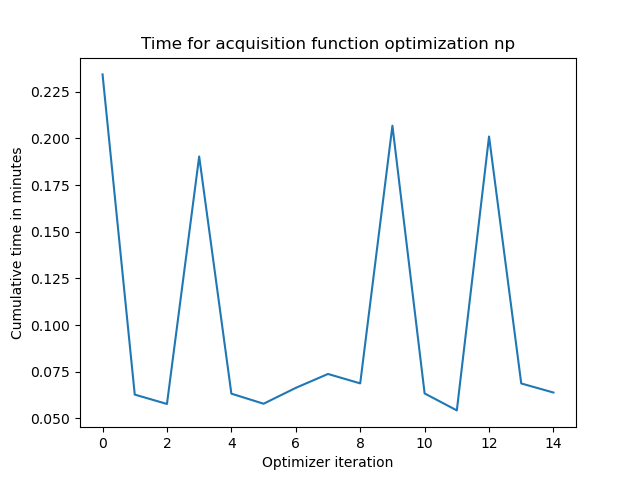 Time for acquisition function optimization np
Cumulative time in minutes
0.225
0.200
0.175
0.150
0.125
0.100
0.075
0.050
0 2 4 6 8 10 12 14
Optimizer iteration